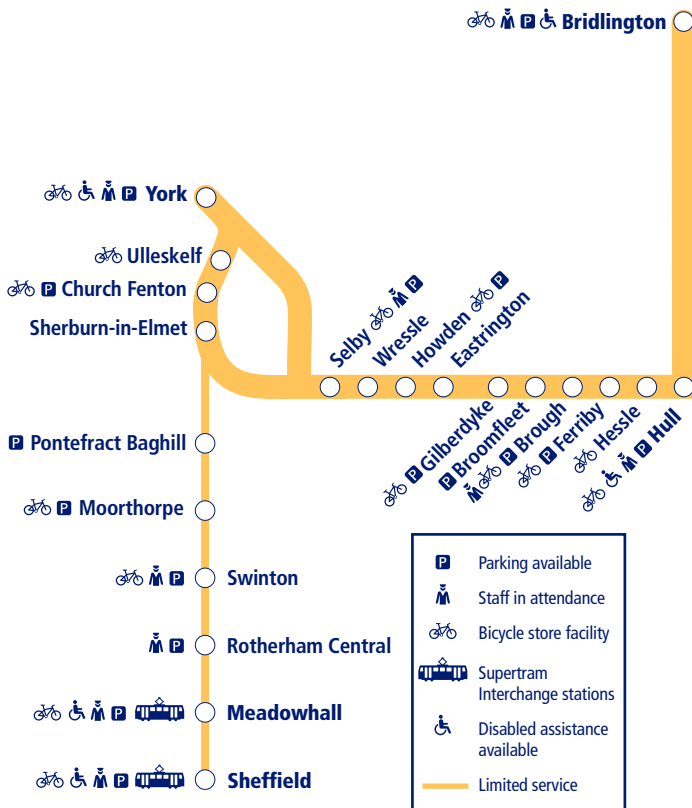 P Bridlington
P York
Ulleskelf
P Church Fenton
Sherburn-in-Elmet
Selby P
Wressle
Howden P
Eastrington
P Gilberdyke
P Broomfleet
P Brough
P Ferriby
Hessle
P Hull
P Pontefract Baghill
P Moorthorpe
P Swinton
P Rotherham Central
P Meadowhall
P Sheffield
P Parking available
Staff in attendance
Bicycle store facility
Supertram
Interchange stations
Disabled assistance
available
Limited service